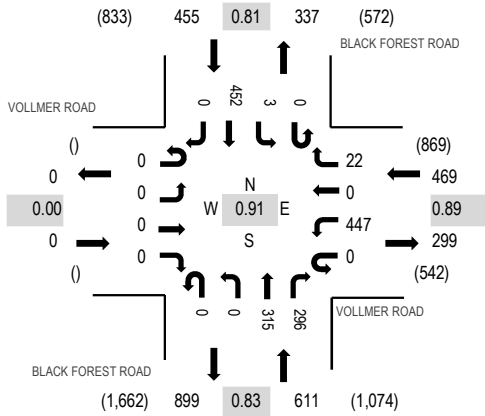 (833) 455 0.81 337 (572)
BLACK FOREST ROAD
0 452 3 0
VOLLMER ROAD
() 0 22 (869)
0 0 N 0 469
0.00 0 W 0.91 E 447 0.89
0 0 S 0 299
() (542)
0 0 315 296
VOLLMER ROAD
BLACK FOREST ROAD
(1,662) 899 0.83 611 (1,074)